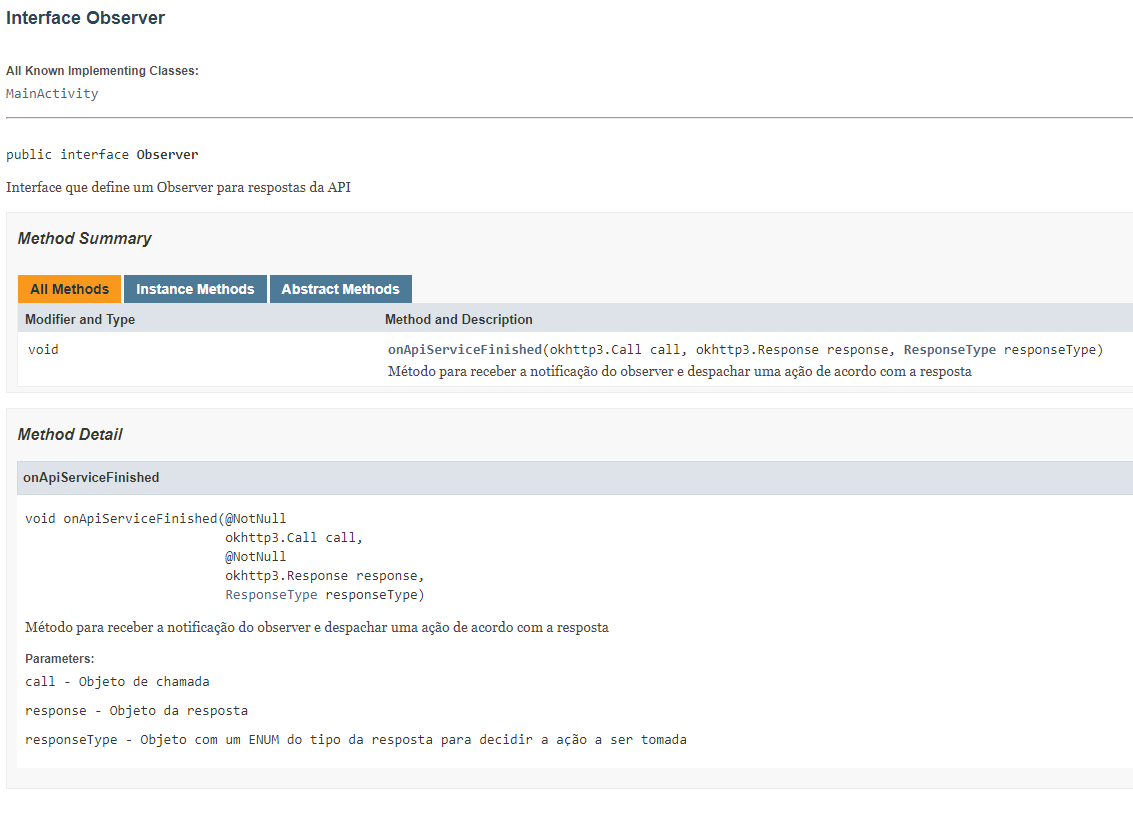 Interface Observer
All Known Implementing Classes:
MainActivity
public interface Observer
Interface que define um Observer para respostas da API
Method Summary
All Methods Instance Methods Abstract Methods
Modifier and Type Method and Description
void onApiServiceFinished(okhttp3.Call call, okhttp3.Response response, ResponseType responseType)
Método para receber a notificação do observer e despachar uma ação de acordo com a resposta
Method Detail
onApiServiceFinished
void onApiServiceFinished(@NotNull
okhttp3.Call call,
@NotNull
okhttp3.Response response,
ResponseType responseType)
Método para receber a notificação do observer e despachar uma ação de acordo com a resposta
Parameters:
call - Objeto de chamada
response - Objeto da resposta
responseType - Objeto com um ENUM do tipo da resposta para decidir a ação a ser tomada